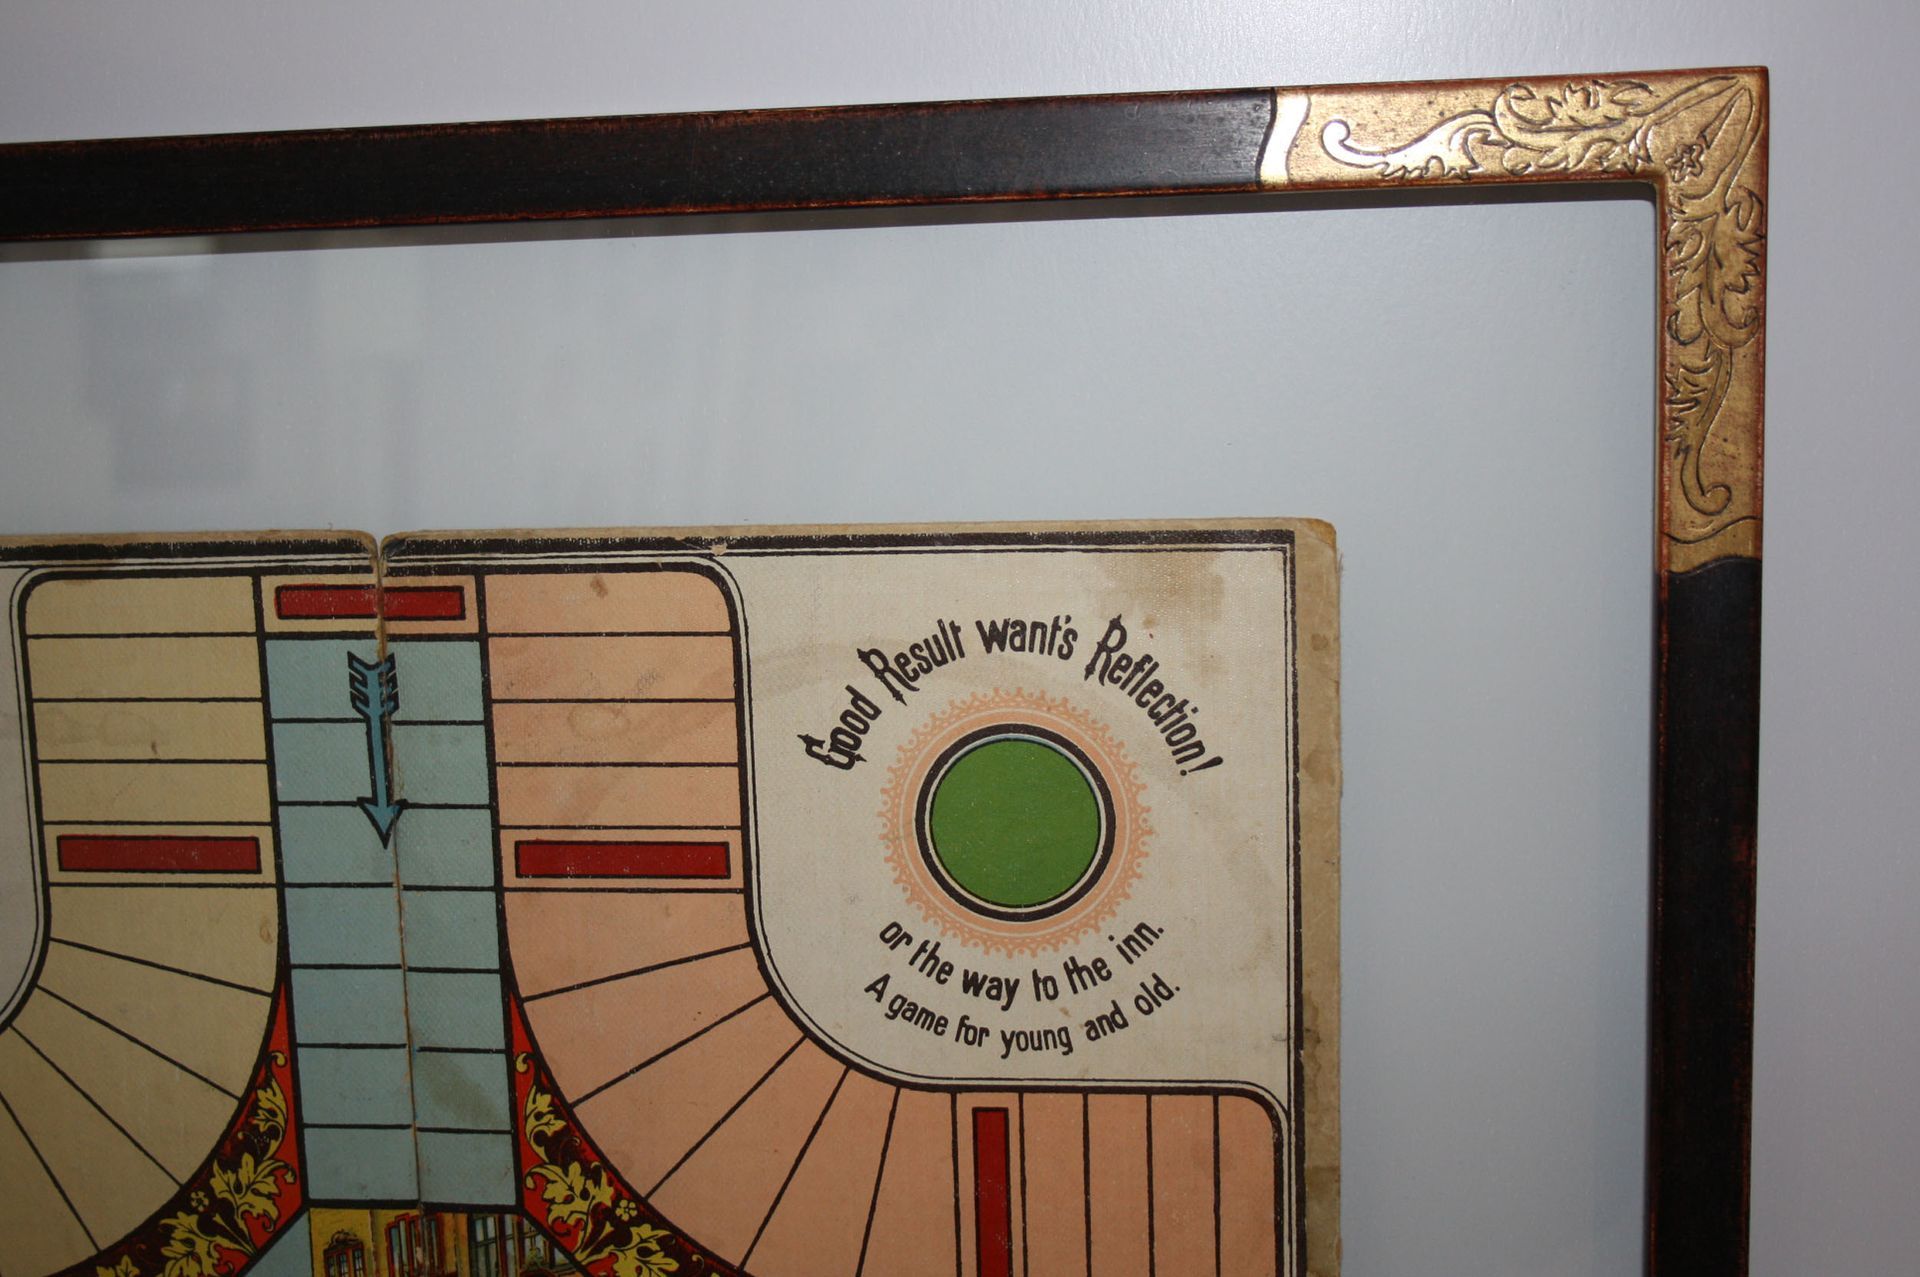 Good Result want's Reflection!
or the way to the inn.
A game for young and old.